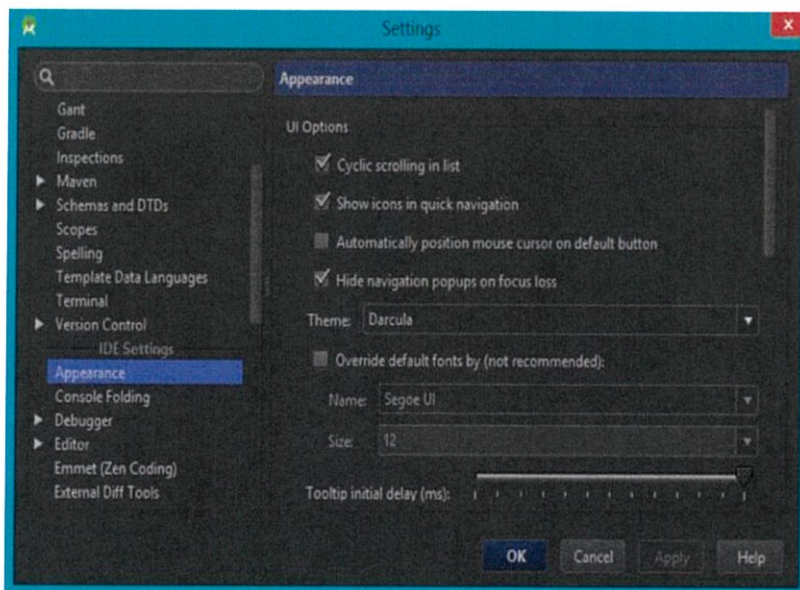 Settings
Appearance
Gant
Gradle
Inspections
Maven
Schemas and DTDs
Scopes
Spelling
Template Data Languages
Terminal
Version Control
IDE Settings
Appearance
Console Folding
Debugger
Editor
Emmet (Zen Coding)
External Diff Tools
UI Options
Cyclic scrolling in list
Show icons in quick navigation
Automatically position mouse cursor on default button
Hide navigation popups on focus loss
Theme: Darcula
Override default fonts by (not recommended):
Name: Segoe UI
Size: 12
Tooltip initial delay (ms):
OK Cancel Apply Help